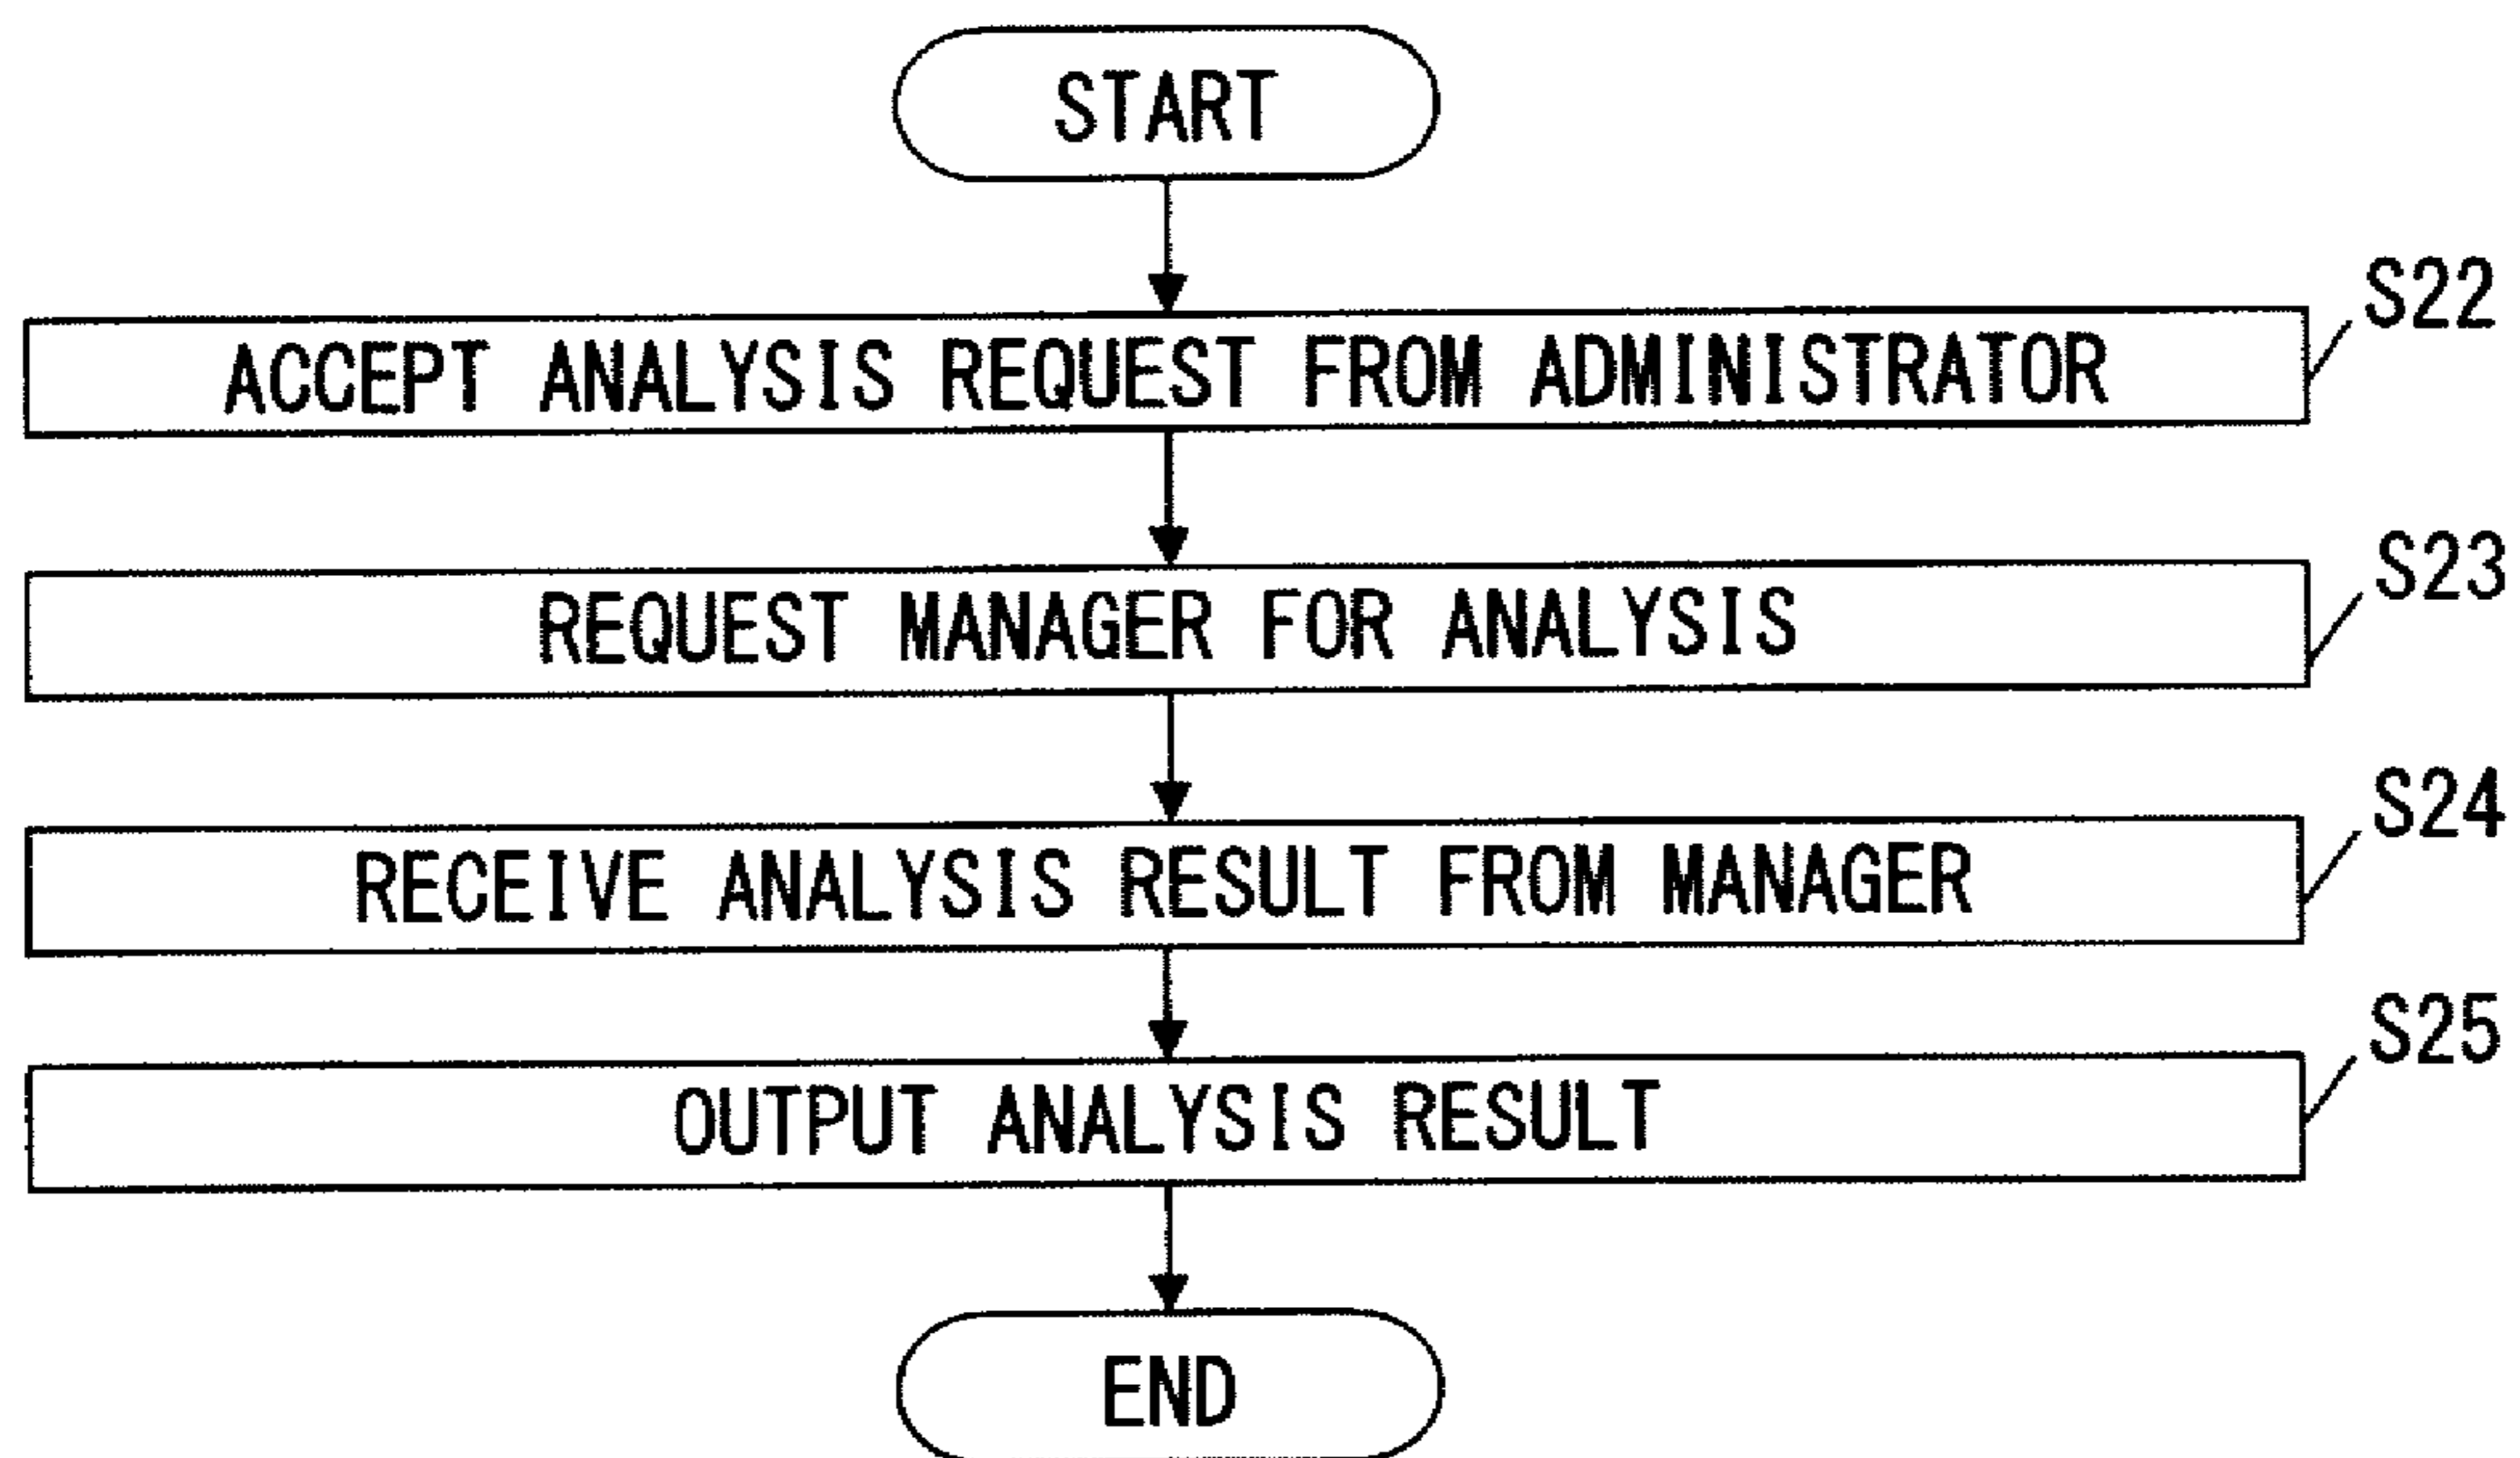 START
S22
ACCEPT ANALYSIS REQUEST FROM ADMINISTRATOR
S23
REQUEST MANAGER FOR ANALYSIS
S24
RECEIVE ANALYSIS RESULT FROM MANAGER
S25
OUTPUT ANALYSIS RESULT
END